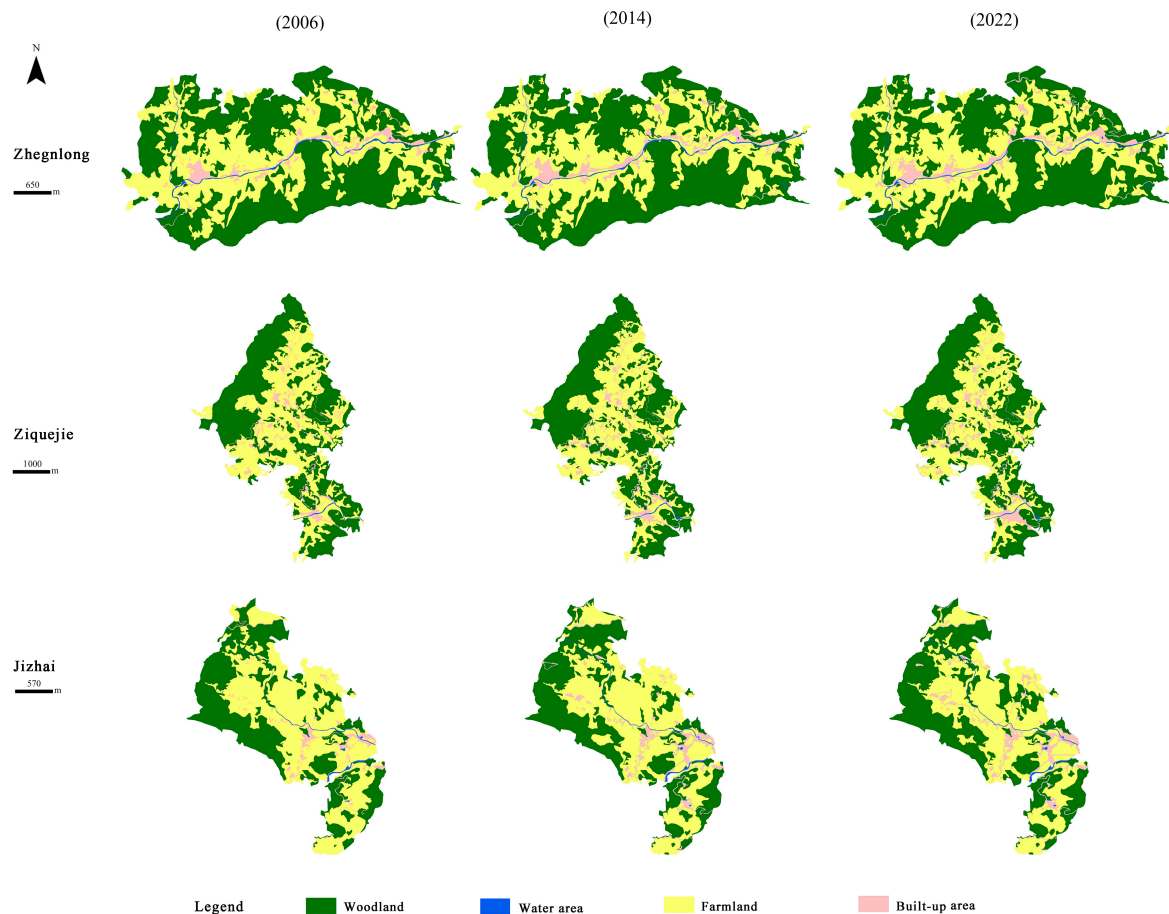 (2006) (2014) (2022)
N
Zhegnlong
650 m
Ziquejie
1000 m
Jizhai
570 m
Legend Woodland Water area Farmland Built-up area